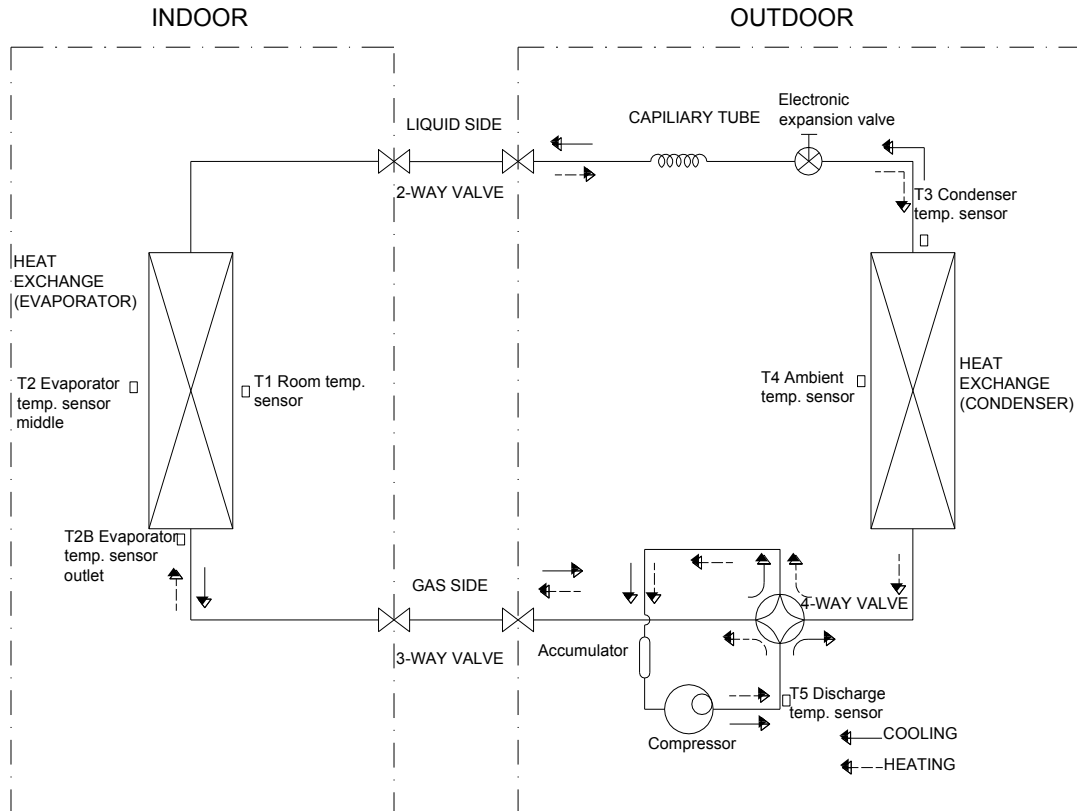 INDOOR
OUTDOOR
LIQUID SIDE
CAPILIARY TUBE
Electronic
expansion valve
2-WAY VALVE
T3 Condenser
temp. sensor
HEAT
EXCHANGE
(EVAPORATOR)
T2 Evaporator
temp. sensor
middle
T1 Room temp.
sensor
T4 Ambient
temp. sensor
HEAT
EXCHANGE
(CONDENSER)
T2B Evaporator
temp. sensor
outlet
GAS SIDE
4-WAY VALVE
3-WAY VALVE
Accumulator
T5 Discharge
temp. sensor
Compressor
COOLING
HEATING